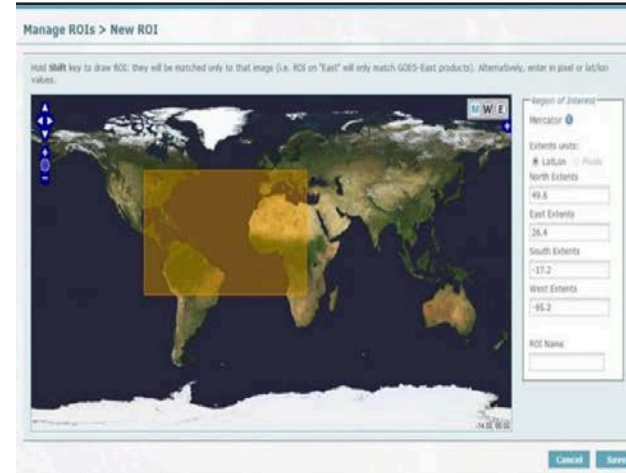 Manage ROIs > New ROI
Hold Shift key to draw ROI: they will be matched only to that image (i.e. ROI on "East" will only match GOES-East products). Alternatively, enter in pixel or lat/lon
values.
M W E
Region of Interest
Mercator
Extents units:
Lat/Lon Pixels
North Extents
49.6
East Extents
26.4
South Extents
-17.2
West Extents
ROI Name
Cancel Save